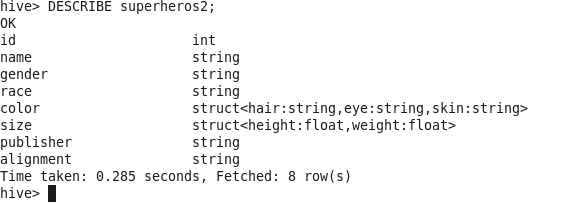 hive> DESCRIBE superheros2;
OK
id                      int
name                    string
gender                  string
race                    string
color                   struct<hair:string,eye:string,skin:string>
size                    struct<height:float,weight:float>
publisher               string
alignment               string
Time taken: 0.285 seconds, Fetched: 8 row(s)
hive>